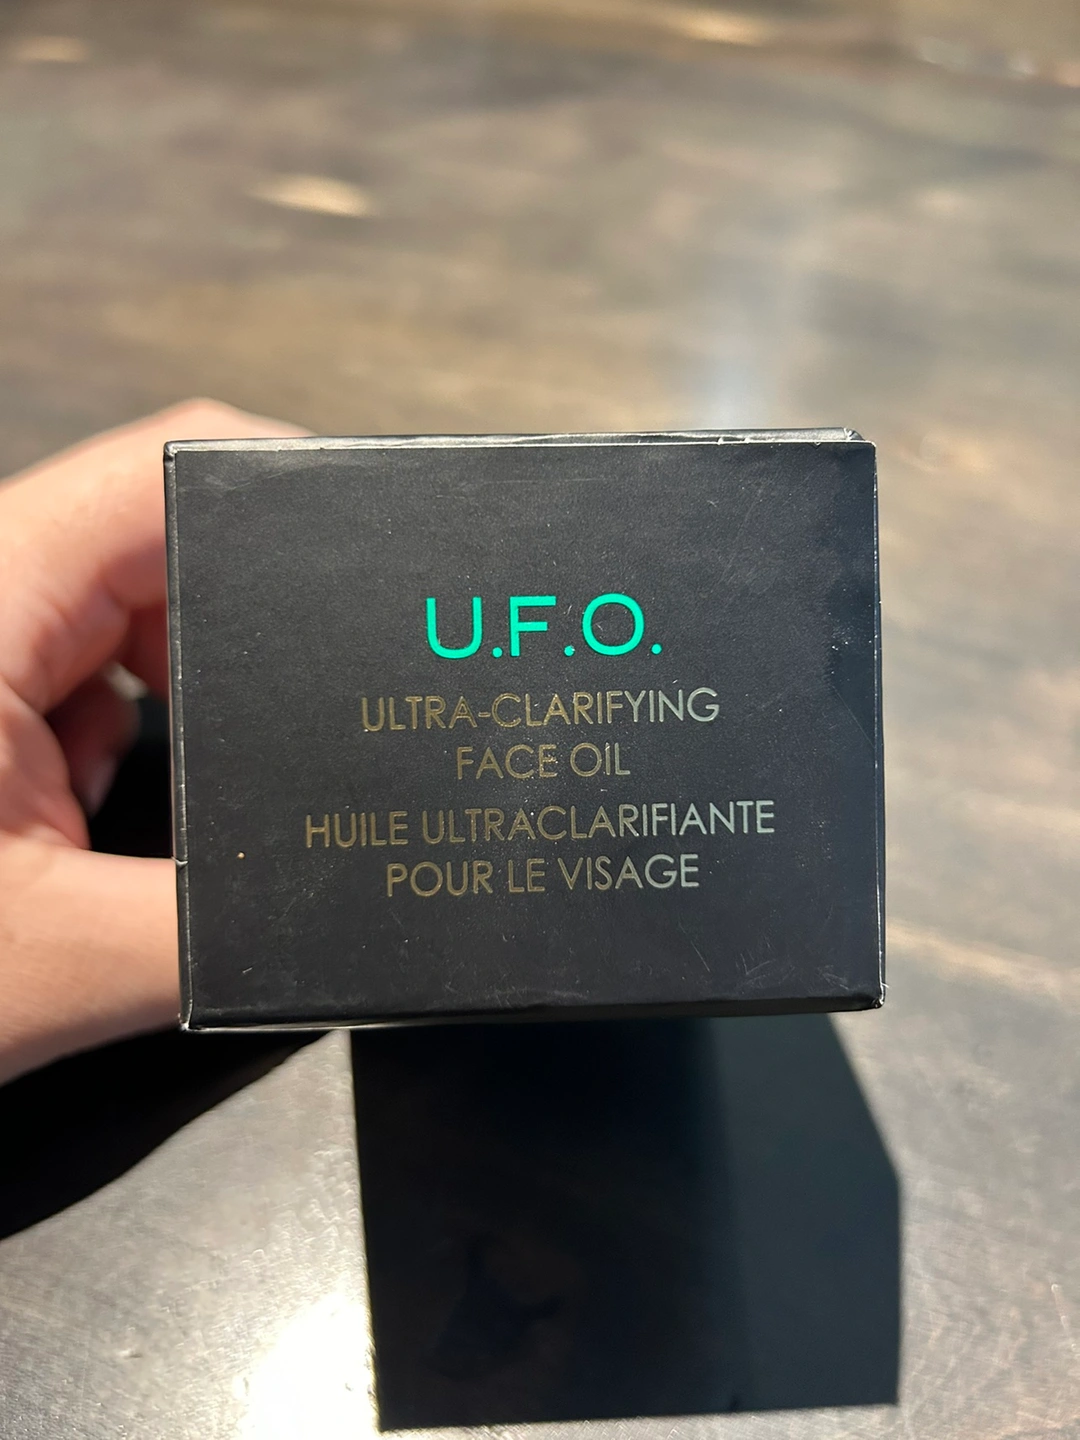 U.F.O.
ULTRA-CLARIFYING
FACE OIL
HUILE ULTRACLARIFIANTE
POUR LE VISAGE